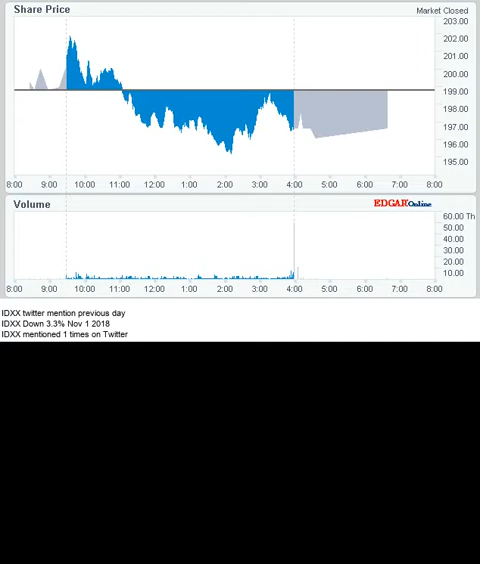 Share Price
Market Closed
203.00
202.00
201.00
200.00
199.00
198.00
197.00
196.00
195.00
8:00 9:00 10:00 11:00 12:00 1:00 2:00 3:00 4:00 5:00 6:00 7:00 8:00
Volume
EDGAROnline
60.00 Th
50.00
40.00
30.00
20.00
10.00
8:00 9:00 10:00 11:00 12:00 1:00 2:00 3:00 4:00 5:00 6:00 7:00 8:00
IDXX twitter mention previous day
IDXX Down 3.3% Nov 1 2018
IDXX mentioned 1 times on Twitter